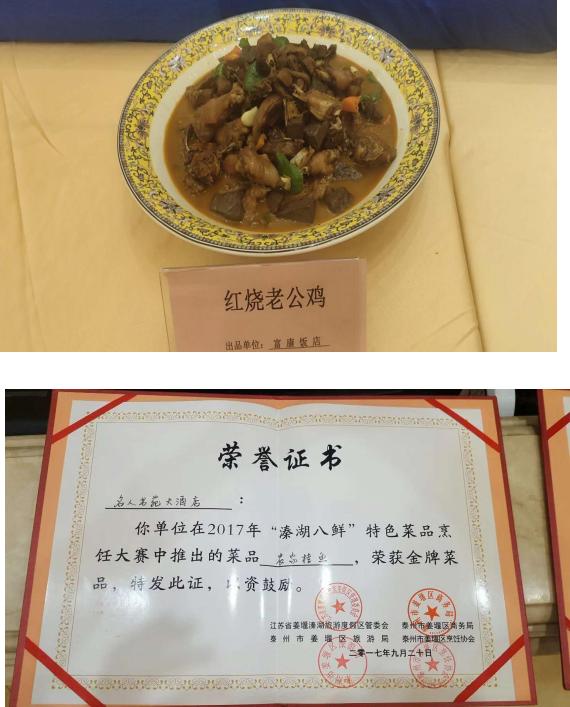 红烧老公鸡
出品单位：富康饭店
荣誉证书
名人名苑大酒店：
你单位在2017年“溱湖八鲜”特色菜品烹
饪大赛中推出的菜品 农家桂鱼 ，荣获金牌菜
品，特发此证，以资鼓励。
江苏省姜堰溱湖旅游度假区管委会 泰州市姜堰区商务局
泰州市姜堰区旅游局 泰州市姜堰区烹饪协会
二零一七年九月二十日